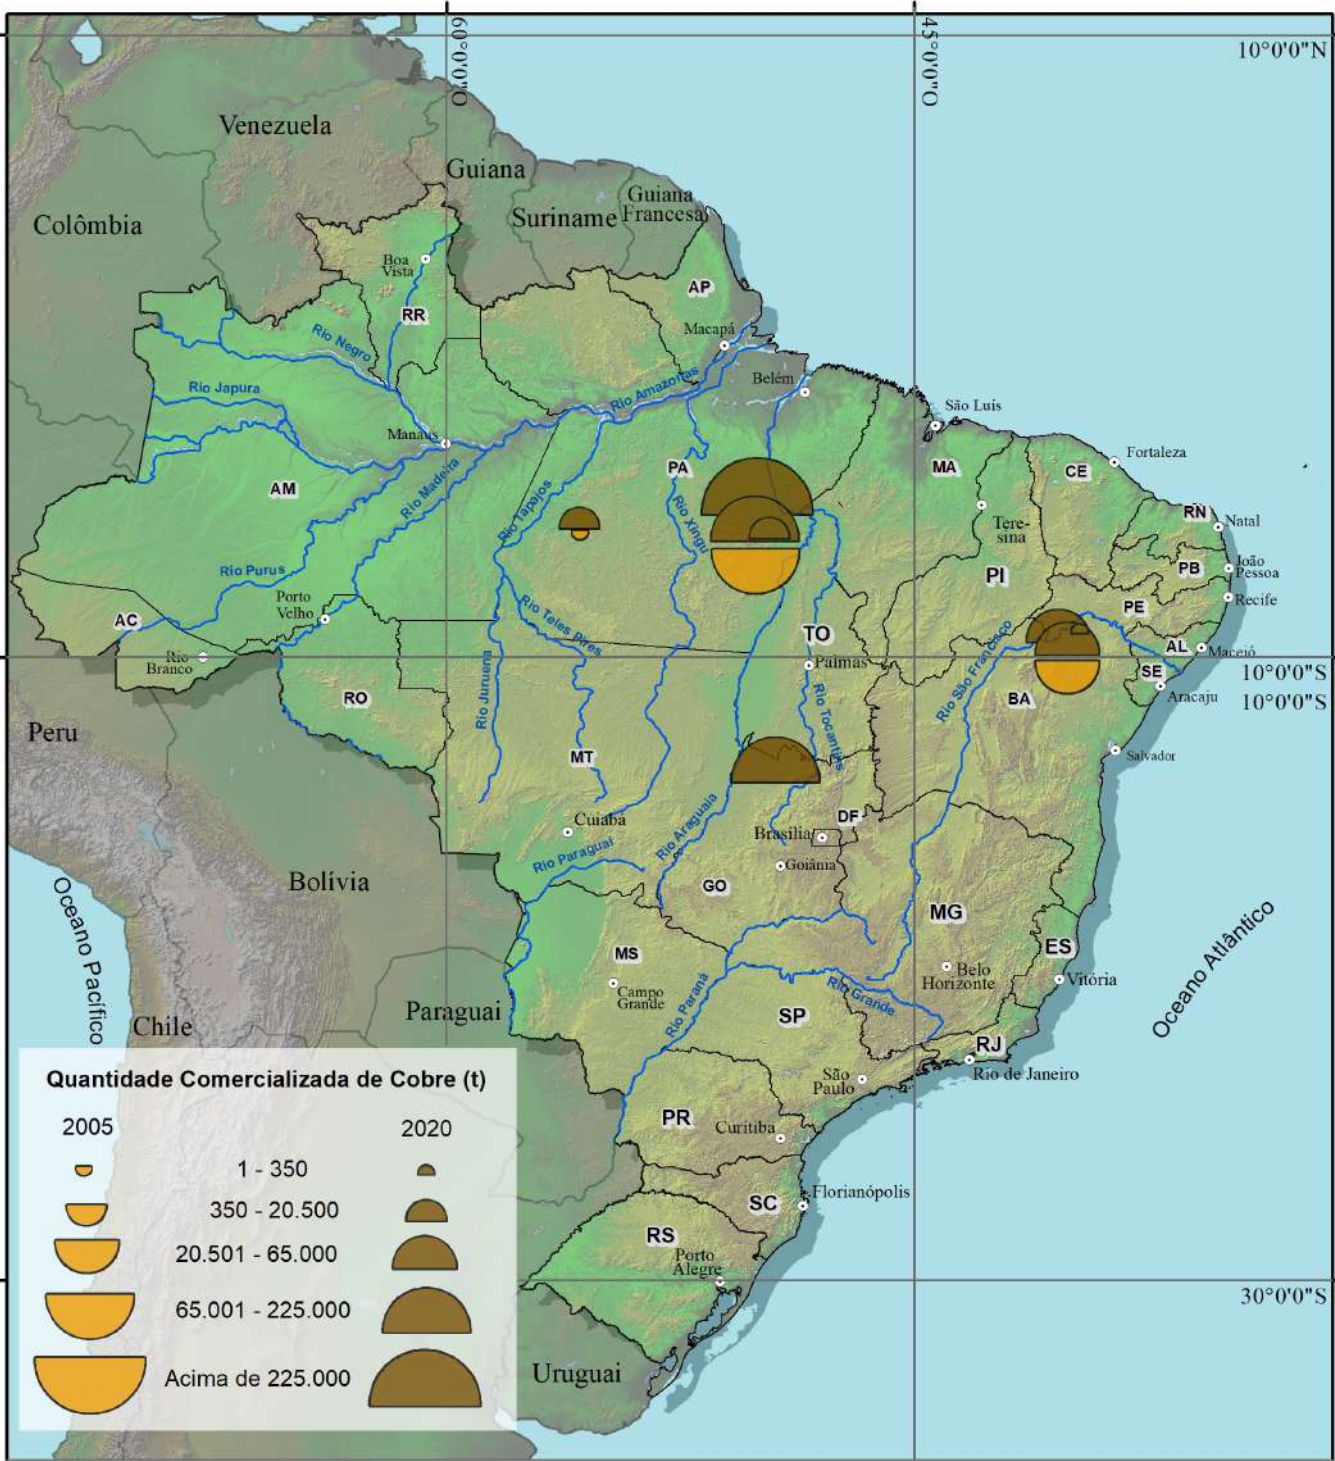 60°0'0"O
45°0'0"O
10°0'0"N
Venezuela
Guiana
Guiana
Francesa
Suriname
Colômbia
Boa
Vista
RR
AP
Macapá
Rio Negro
Rio Japura
Rio Amazonas
Belém
São Luís
Manaus
Fortaleza
AM
Rio Madeira
Rio Tapajos
PA
Rio Xingu
MA
CE
Tere-
sina
RN
Natal
João
Pessoa
PB
PI
Recife
PE
Rio Purus
Porto
Velho
Rio Teles Pires
AC
Rio
Branco
TO
Palmas
AL
Maceió
SE
Aracaju
10°0'0"S
10°0'0"S
RO
Rio Juruena
Rio São Francisco
BA
Rio Tocantins
Peru
MT
Salvador
Cuiabá
Rio Araguaia
DF
Brasília
Rio Paraguai
Goiânia
Bolívia
GO
MG
Oceano Pacífico
Oceano Atlântico
ES
MS
Belo
Horizonte
Vitória
Campo
Grande
Rio Paraná
Rio Grande
Paraguai
Chile
SP
RJ
Rio de Janeiro
São
Paulo
PR
Curitiba
SC
Florianópolis
RS
Porto
Alegre
30°0'0"S
Uruguai
Quantidade Comercializada de Cobre (t)
2005 2020
1 - 350
350 - 20.500
20.501 - 65.000
65.001 - 225.000
Acima de 225.000